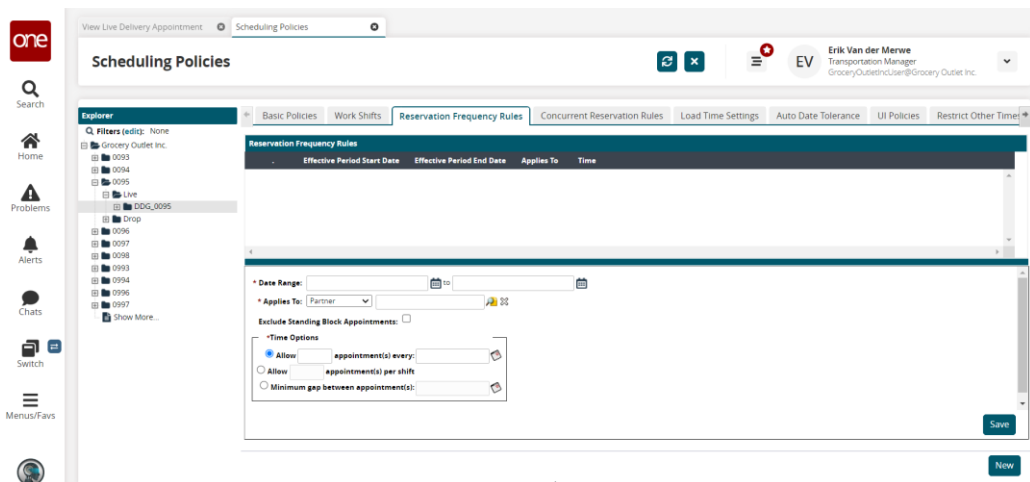 View Live Delivery Appointment
Scheduling Policies
one
Scheduling Policies
EV
Erik Van der Merwe
Transportation Manager
GroceryOutletIncUser@Grocery Outlet Inc.
Search
Home
Problems
Alerts
Chats
Switch
Menus/Favs
Explorer
Filters (edit): None
Grocery Outlet Inc.
0093
0094
0095
Live
DDG_0095
Drop
0096
0097
0098
0993
0994
0996
0997
Show More...
Basic Policies Work Shifts Reservation Frequency Rules Concurrent Reservation Rules Load Time Settings Auto Date Tolerance UI Policies Restrict Other Times
Reservation Frequency Rules
. Effective Period Start Date Effective Period End Date Applies To Time
* Date Range: to
* Applies To: Partner
Exclude Standing Block Appointments:
*Time Options
Allow appointment(s) every:
Allow appointment(s) per shift
Minimum gap between appointment(s):
Save
New